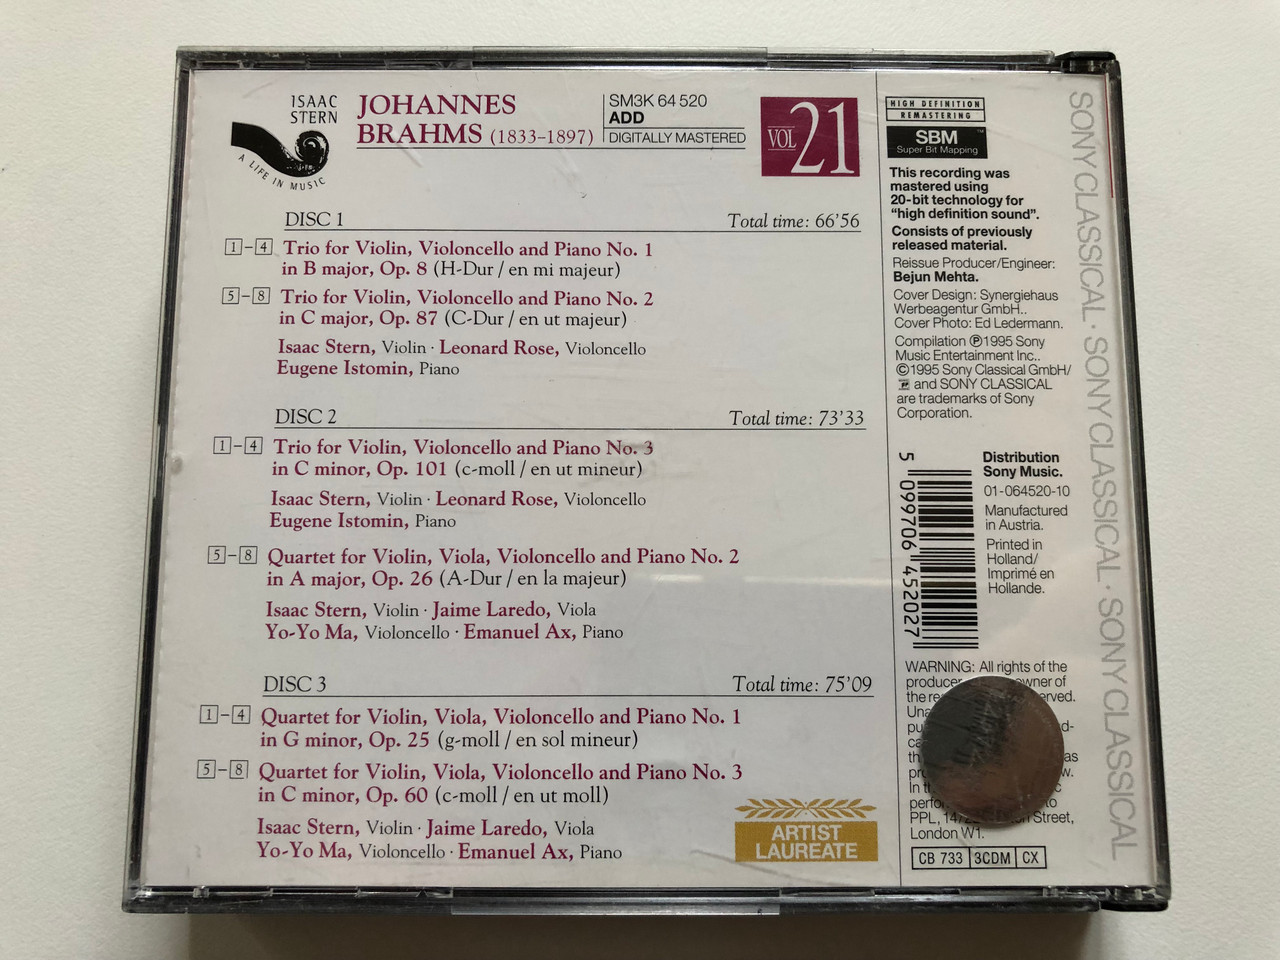 ISAAC
STERN
A LIFE IN MUSIC
JOHANNES
BRAHMS (1833–1897)
SM3K 64 520
ADD
DIGITALLY MASTERED
VOL 21
DISC 1 Total time: 66'56
1–4 Trio for Violin, Violoncello and Piano No. 1
in B major, Op. 8 (H-Dur / en mi majeur)
5–8 Trio for Violin, Violoncello and Piano No. 2
in C major, Op. 87 (C-Dur / en ut majeur)
Isaac Stern, Violin · Leonard Rose, Violoncello
Eugene Istomin, Piano
DISC 2 Total time: 73'33
1–4 Trio for Violin, Violoncello and Piano No. 3
in C minor, Op. 101 (c-moll / en ut mineur)
Isaac Stern, Violin · Leonard Rose, Violoncello
Eugene Istomin, Piano
5–8 Quartet for Violin, Viola, Violoncello and Piano No. 2
in A major, Op. 26 (A-Dur / en la majeur)
Isaac Stern, Violin · Jaime Laredo, Viola
Yo-Yo Ma, Violoncello · Emanuel Ax, Piano
DISC 3 Total time: 75'09
1–4 Quartet for Violin, Viola, Violoncello and Piano No. 1
in G minor, Op. 25 (g-moll / en sol mineur)
5–8 Quartet for Violin, Viola, Violoncello and Piano No. 3
in C minor, Op. 60 (c-moll / en ut moll)
Isaac Stern, Violin · Jaime Laredo, Viola
Yo-Yo Ma, Violoncello · Emanuel Ax, Piano
ARTIST
LAUREATE
HIGH DEFINITION
REMASTERING
SBM™
Super Bit Mapping
This recording was
mastered using
20-bit technology for
“high definition sound”.
Consists of previously
released material.
Reissue Producer/Engineer:
Bejun Mehta.
Cover Design: Synergiehaus
Werbeagentur GmbH..
Cover Photo: Ed Ledermann.
Compilation ℗1995 Sony
Music Entertainment Inc..
©1995 Sony Classical GmbH/
and SONY CLASSICAL
are trademarks of Sony
Corporation.
5 099706 452027
Distribution
Sony Music.
01-064520-10
Manufactured
in Austria.
Printed in
Holland/
Imprimé en
Hollande.
WARNING: All rights of the
producer owner of
the
PPL, Street,
London W1.
CB 733 3CDM CX
SONY CLASSICAL · SONY CLASSICAL · SONY CLASSICAL